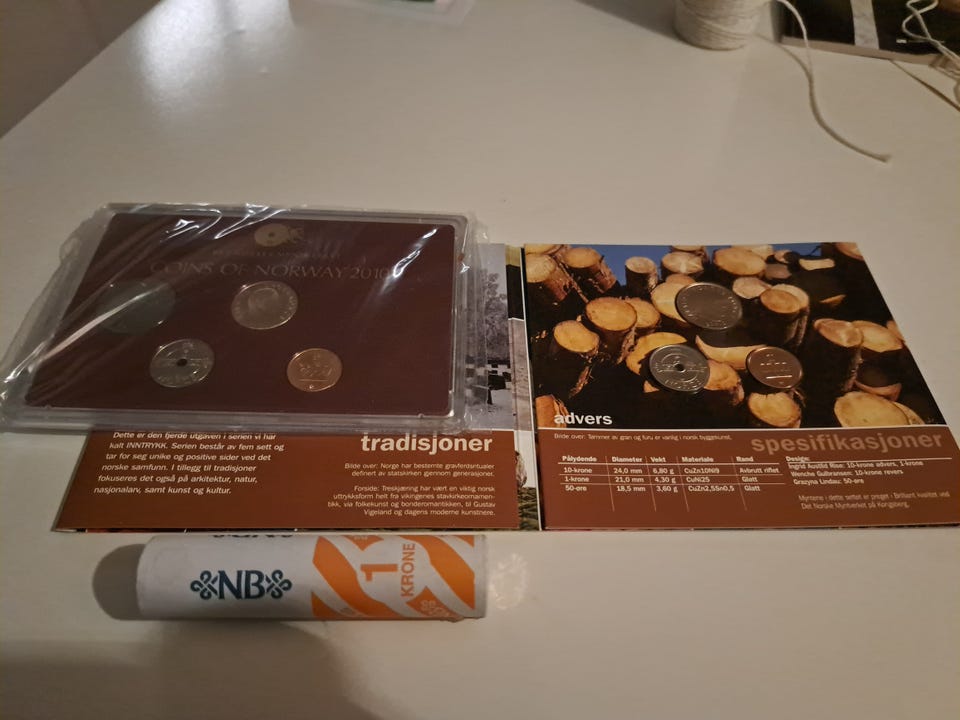 COINS OF NORWAY 2010
Dette er den fjerde utgaven i serien vi har
kalt INNTRYKK. Serien består av fem sett og
tar for seg unike og positive sider ved det
norske samfunn. I tillegg til tradisjoner
fokuseres det også på arkitektur, natur,
nasjonalarv, samt kunst og kultur.
tradisjoner
Bilde over: Norge har bestemte gravferdsritualer
definert av statskirken gjennom generasjoner.
Forside: Treskjæring har vært en viktig norsk
uttrykksform helt fra vikingenes stavkirkeornamen-
tikk, via folkekunst og bonderomantikken, til Gustav
Vigeland og dagens moderne kunstnere.
advers
Bilde over: Tømmer av gran og furu er vanlig i norsk byggekunst.
spesifikasjoner
Pålydende Diameter Vekt Materiale Rand
10-krone 24,0 mm 6,80 g CuZn10Ni9 Avbrutt riflet
1-krone 21,0 mm 4,30 g CuNi25 Glatt
50-øre 18,5 mm 3,60 g CuZn2,5Sn0,5 Glatt
Design:
Ingrid Austlid Rise: 10-krone advers, 1-krone
Wenche Gulbransen: 10-krone revers
Grazyna Lindau: 50-øre
Myntene i dette settet er preget i Brilliant kvalitet ved
Det Norske Myntverket på Kongsberg.
NB
1
KRONE